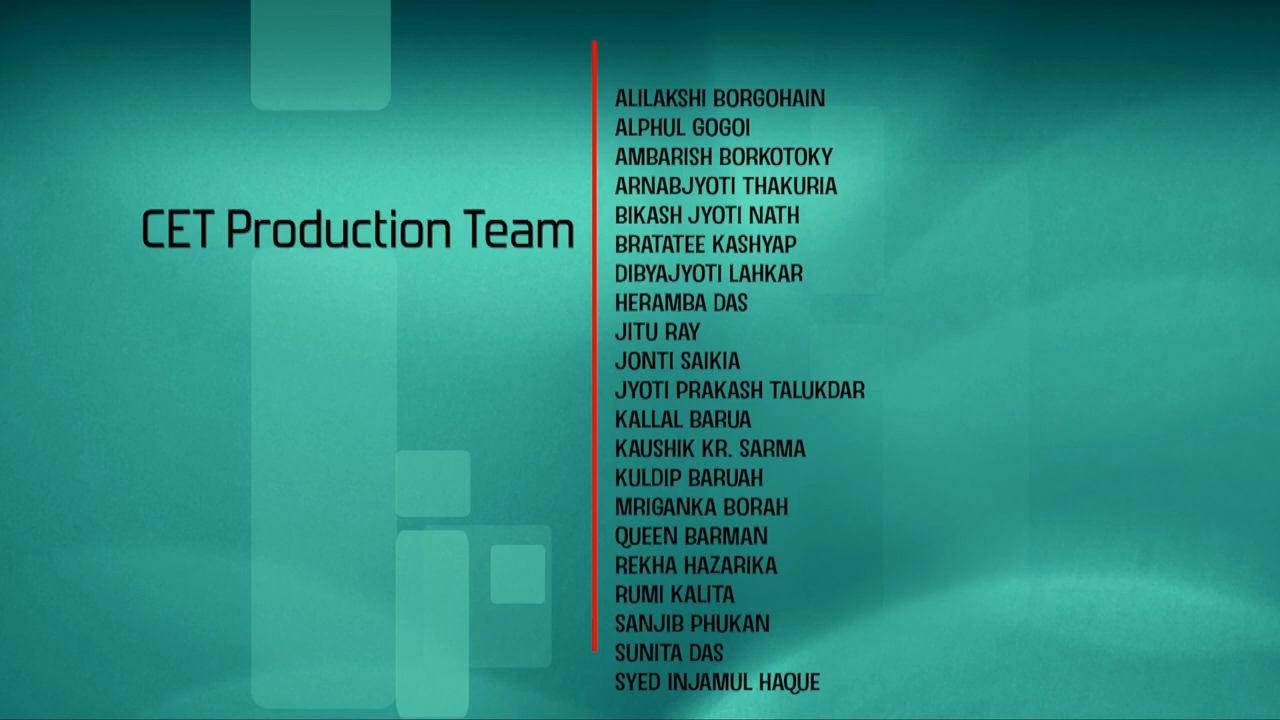 CET Production Team
ALILAKSHI BORGOHAIN
ALPHUL GOGOI
AMBARISH BORKOTOKY
ARNABJYOTI THAKURIA
BIKASH JYOTI NATH
BRATATEE KASHYAP
DIBYAJYOTI LAHKAR
HERAMBA DAS
JITU RAY
JONTI SAIKIA
JYOTI PRAKASH TALUKDAR
KALLAL BARUA
KAUSHIK KR. SARMA
KULDIP BARUAH
MRIGANKA BORAH
QUEEN BARMAN
REKHA HAZARIKA
RUMI KALITA
SANJIB PHUKAN
SUNITA DAS
SYED INJAMUL HAQUE